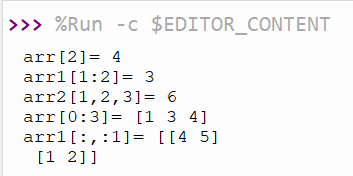 >>> %Run -c $EDITOR_CONTENT
arr[2]= 4
arr1[1:2]= 3
arr2[1,2,3]= 6
arr[0:3]= [1 3 4]
arr1[:,:1]= [[4 5]
[1 2]]